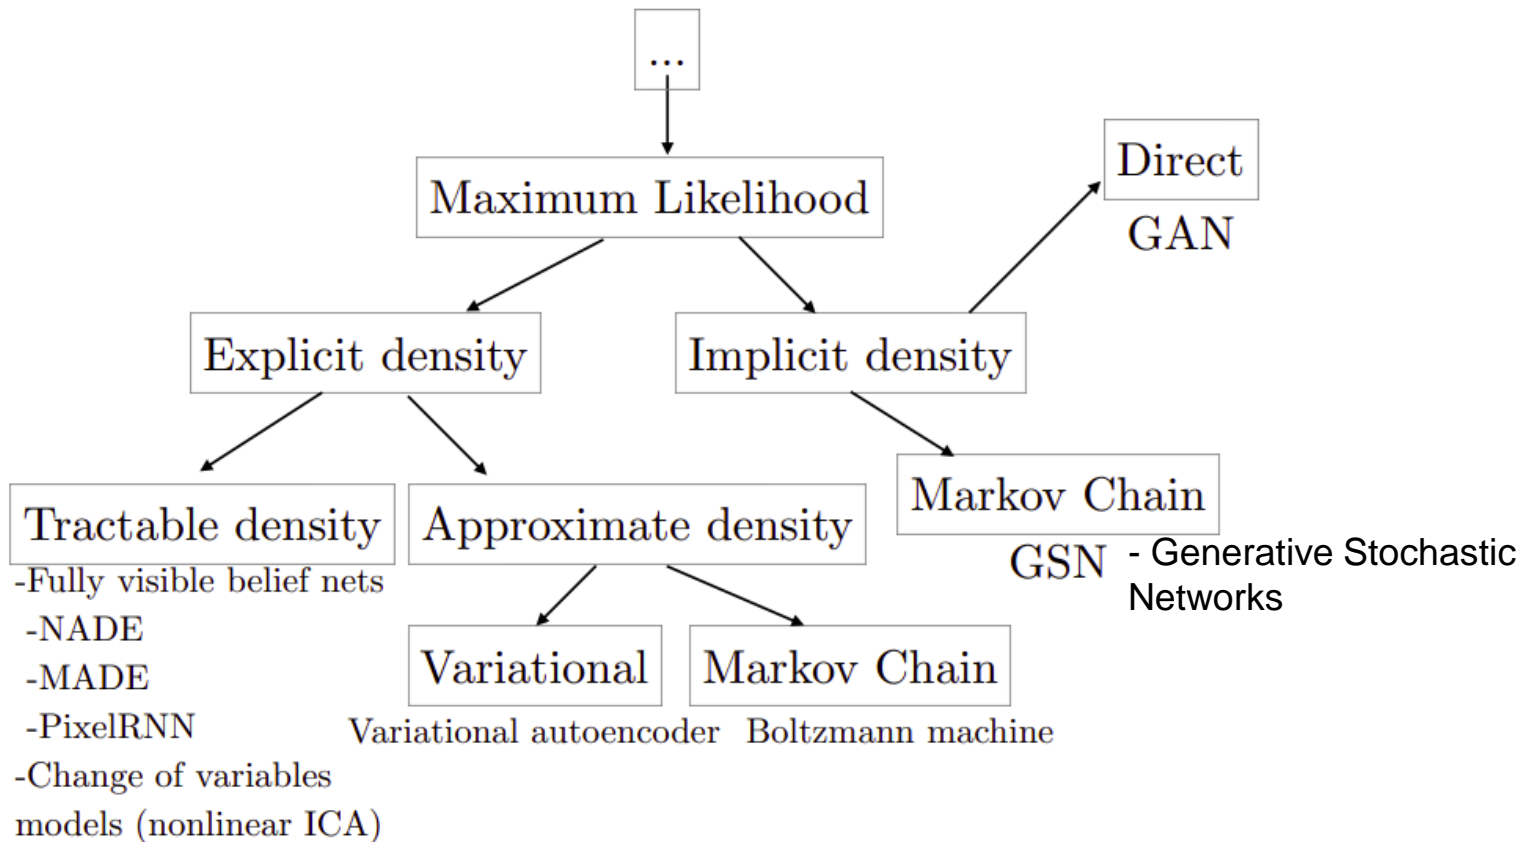 ...
Maximum Likelihood
Direct
GAN
Explicit density
Implicit density
Tractable density
-Fully visible belief nets
-NADE
-MADE
-PixelRNN
-Change of variables
models (nonlinear ICA)
Approximate density
Variational
Variational autoencoder
Markov Chain
Boltzmann machine
Markov Chain
GSN - Generative Stochastic
Networks